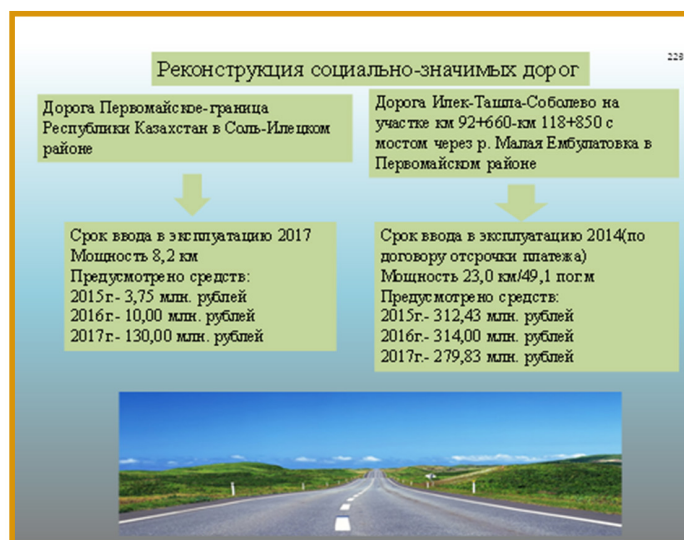 229
Реконструкция социально-значимых дорог
Дорога Первомайское-граница
Республики Казахстан в Соль-Илецком
районе
Дорога Илек-Ташла-Соболево на
участке км 92+660-км 118+850 с
мостом через р. Малая Ембулатовка в
Первомайском районе
Срок ввода в эксплуатацию 2017
Мощность 8,2 км
Предусмотрено средств:
2015г.- 3,75 млн. рублей
2016г.- 10,00 млн. рублей
2017г.- 130,00 млн. рублей
Срок ввода в эксплуатацию 2014(по
договору отсрочки платежа)
Мощность 23,0 км/49,1 пог.м
Предусмотрено средств:
2015г.- 312,43 млн. рублей
2016г.- 314,00 млн. рублей
2017г.- 279,83 млн. рублей